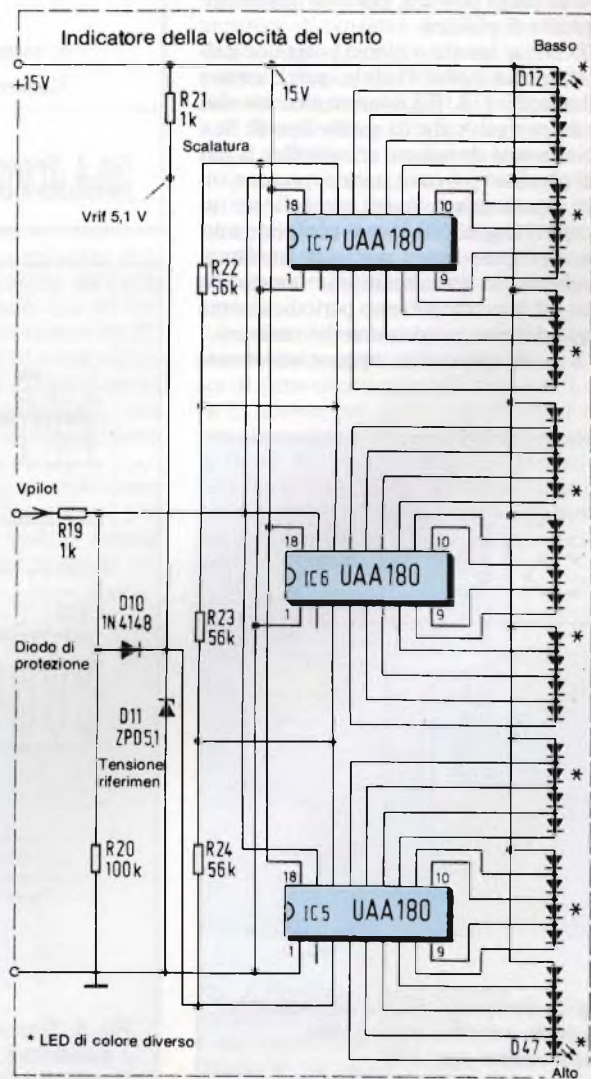 Indicatore della velocità del vento
Basso
+15V
R21
1k
15V
D12
*
Scalatura
Vrif 5,1 V
18
10
IC7 UAA180
*
1
9
R22
56k
*
Vpilot
R19
1k
*
18
10
IC6 UAA180
*
1
9
D10
1N4148
R23
56k
*
Diodo di
protezione
D11
ZPD5,1
Tensione
riferimen
*
R20
100k
R24
56k
18
10
IC5 UAA180
*
1
9
* LED di colore diverso
D47
*
Alto